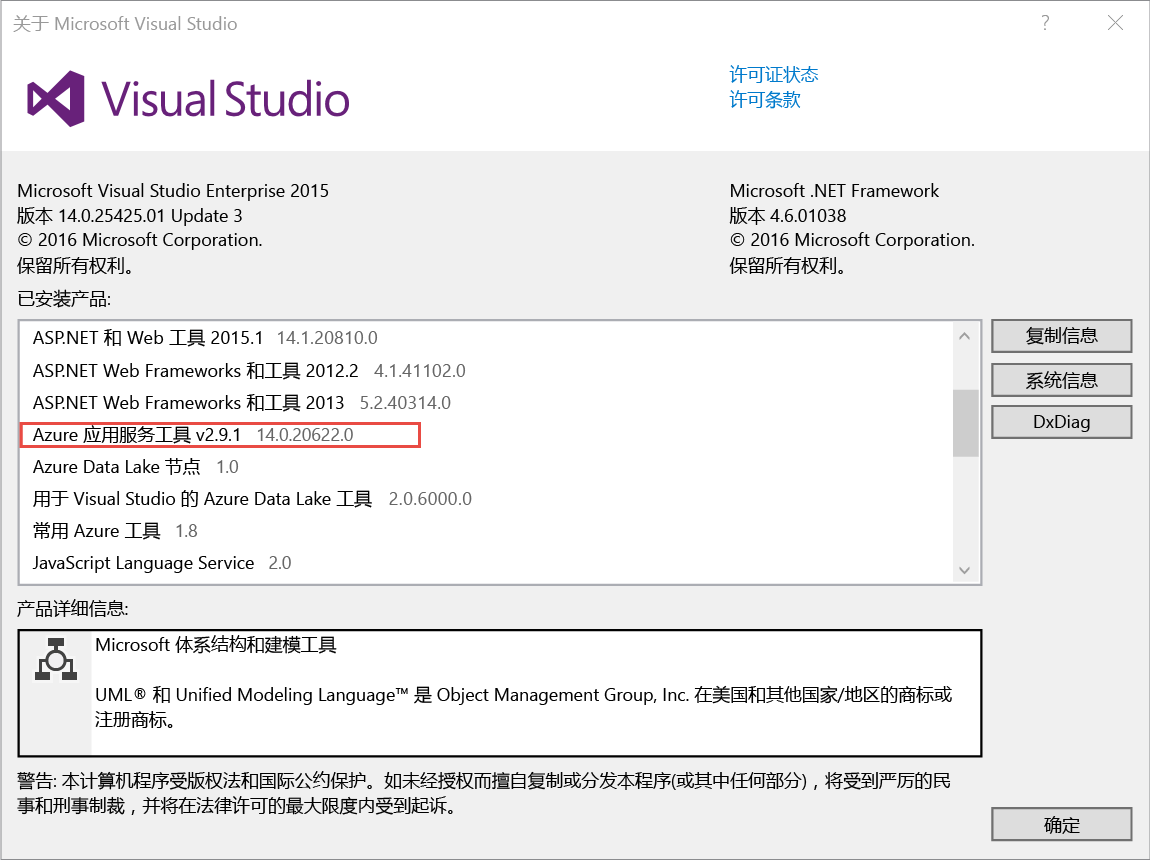 关于 Microsoft Visual Studio
?
Visual Studio
许可证状态
许可条款
Microsoft Visual Studio Enterprise 2015
版本 14.0.25425.01 Update 3
© 2016 Microsoft Corporation.
保留所有权利。
Microsoft .NET Framework
版本 4.6.01038
© 2016 Microsoft Corporation.
保留所有权利。
已安装产品:
ASP.NET 和 Web 工具 2015.1 14.1.20810.0
ASP.NET Web Frameworks 和工具 2012.2 4.1.41102.0
ASP.NET Web Frameworks 和工具 2013 5.2.40314.0
Azure 应用服务工具 v2.9.1 14.0.20622.0
Azure Data Lake 节点 1.0
用于 Visual Studio 的 Azure Data Lake 工具 2.0.6000.0
常用 Azure 工具 1.8
JavaScript Language Service 2.0
复制信息
系统信息
DxDiag
产品详细信息:
Microsoft 体系结构和建模工具
UML® 和 Unified Modeling Language™ 是 Object Management Group, Inc. 在美国和其他国家/地区的商标或
注册商标。
警告: 本计算机程序受版权法和国际公约保护。如未经授权而擅自复制或分发本程序(或其中任何部分)，将受到严厉的民
事和刑事制裁，并将在法律许可的最大限度内受到起诉。
确定